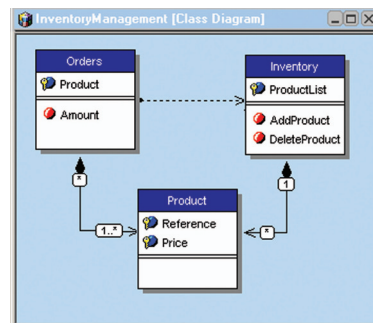 InventoryManagement [Class Diagram]
Orders
Product
Amount
Inventory
ProductList
AddProduct
DeleteProduct
*
1
1..*
*
Product
Reference
Price